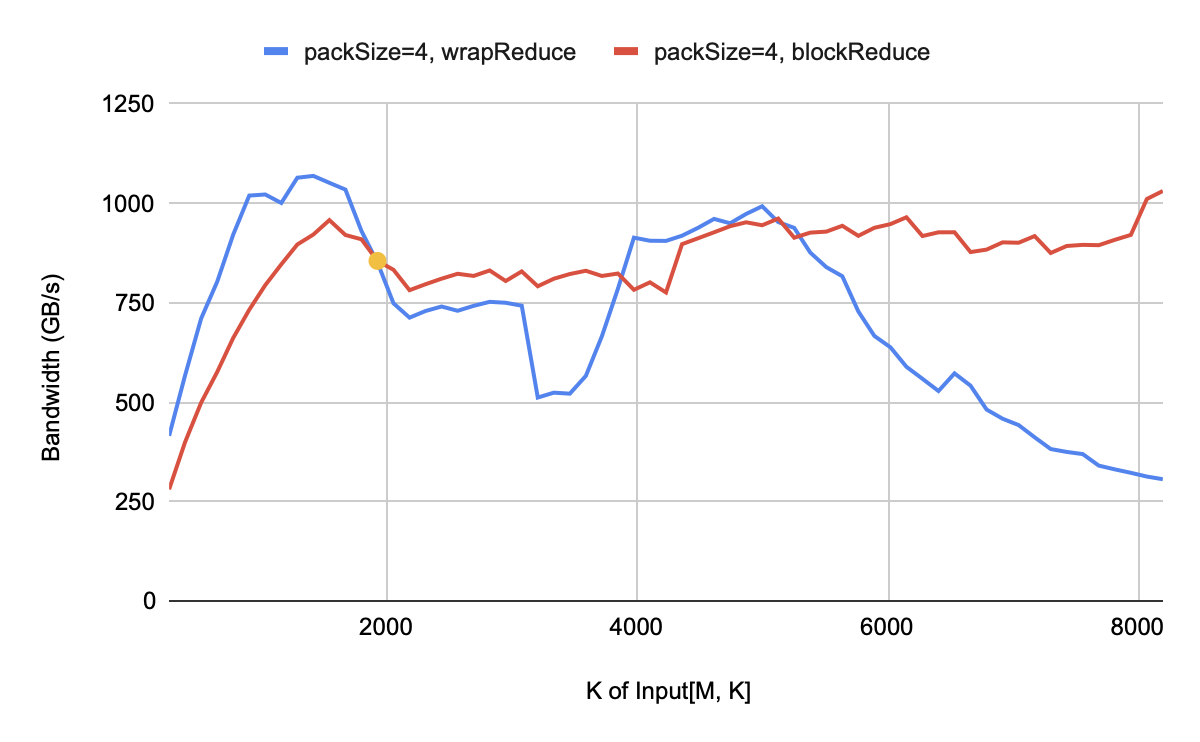 packSize=4, wrapReduce packSize=4, blockReduce
1250
1000
750
500
250
0
Bandwidth (GB/s)
2000 4000 6000 8000
K of Input[M, K]